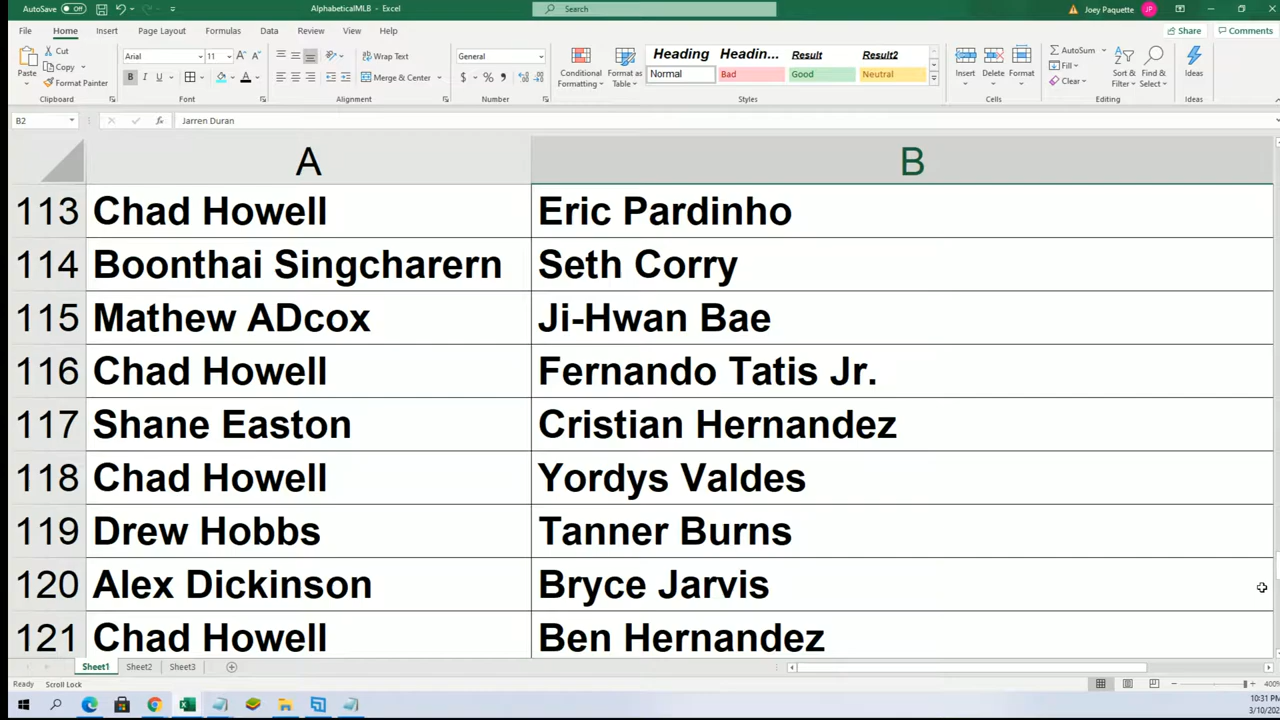 AutoSave Off AlphabeticalMLB - Excel Search Joey Paquette JP
File Home Insert Page Layout Formulas Data Review View Help Share Comments
Paste Cut Copy Format Painter Clipboard
Arial 11 B I U A Font
Wrap Text Merge & Center Alignment
General $ % Number
Conditional Formatting Format as Table
Heading Headin... Result Result2
Normal Bad Good Neutral
Styles
Insert Delete Format Cells
AutoSum Fill Clear Sort & Filter Find & Select Editing
Ideas Ideas
B2 fx Jarren Duran
A B
113 Chad Howell Eric Pardinho
114 Boonthai Singcharern Seth Corry
115 Mathew ADcox Ji-Hwan Bae
116 Chad Howell Fernando Tatis Jr.
117 Shane Easton Cristian Hernandez
118 Chad Howell Yordys Valdes
119 Drew Hobbs Tanner Burns
120 Alex Dickinson Bryce Jarvis
121 Chad Howell Ben Hernandez
Sheet1 Sheet2 Sheet3
Ready Scroll Lock 400%
10:31 PM